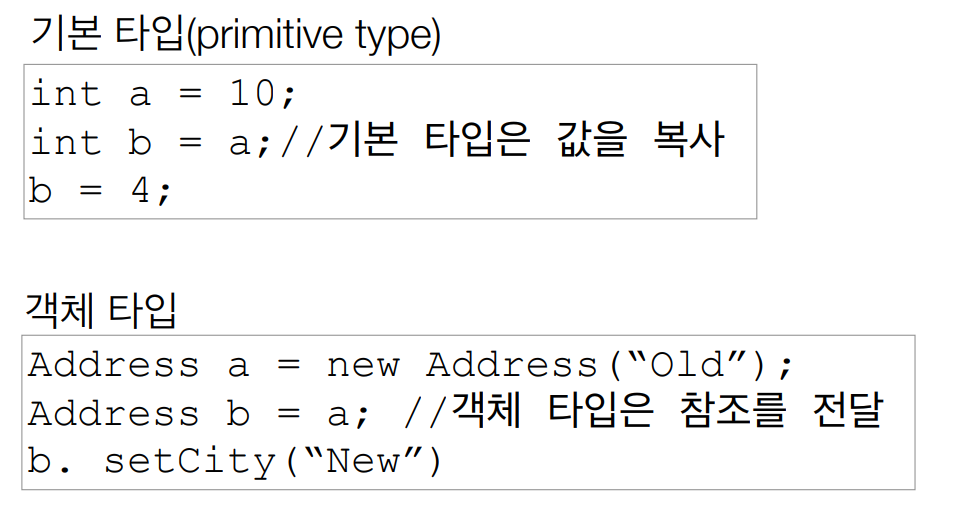 기본 타입(primitive type)
int a = 10;
int b = a;//기본 타입은 값을 복사
b = 4;
객체 타입
Address a = new Address(“Old”);
Address b = a; //객체 타입은 참조를 전달
b. setCity(“New”)